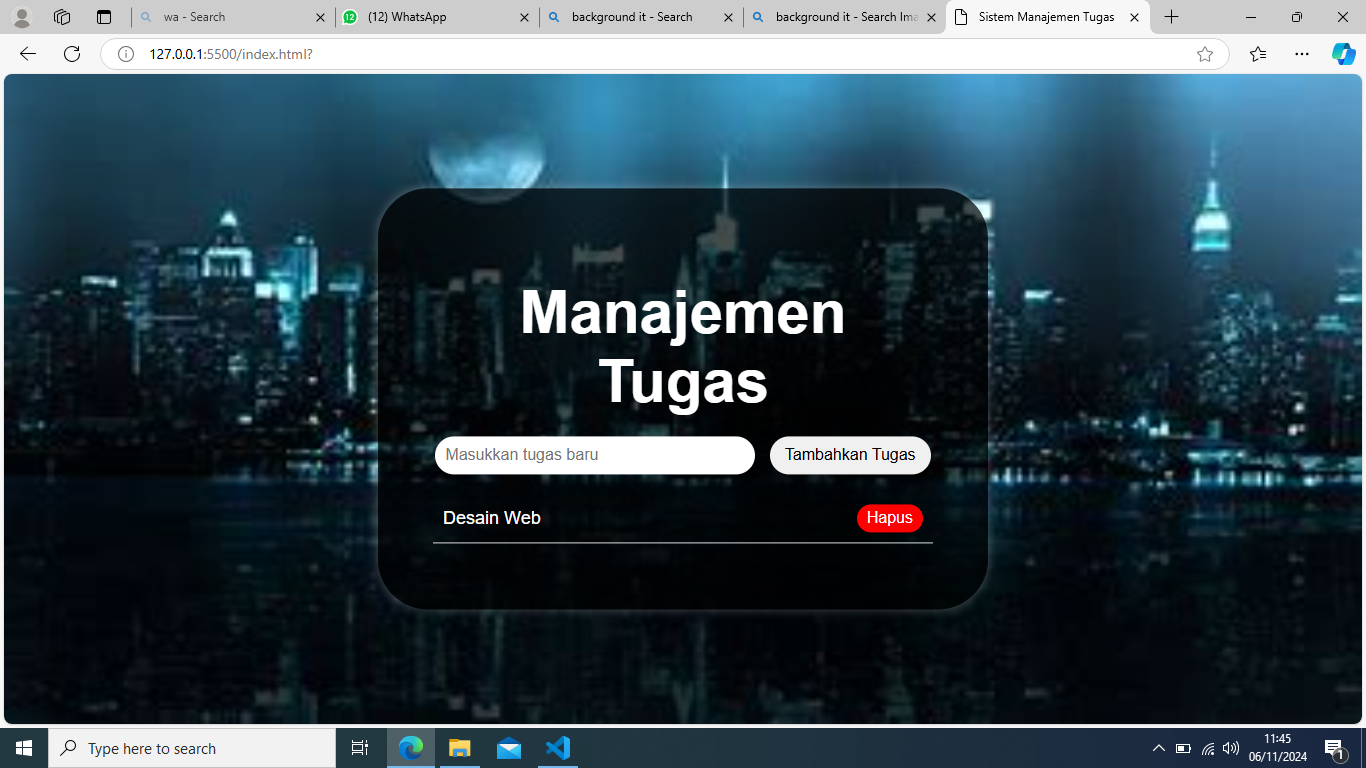 wa - Search
(12) WhatsApp
background it - Search
background it - Search Ima
Sistem Manajemen Tugas
127.0.0.1:5500/index.html?
Manajemen
Tugas
Masukkan tugas baru
Tambahkan Tugas
Desain Web
Hapus
Type here to search
11:45
06/11/2024
1